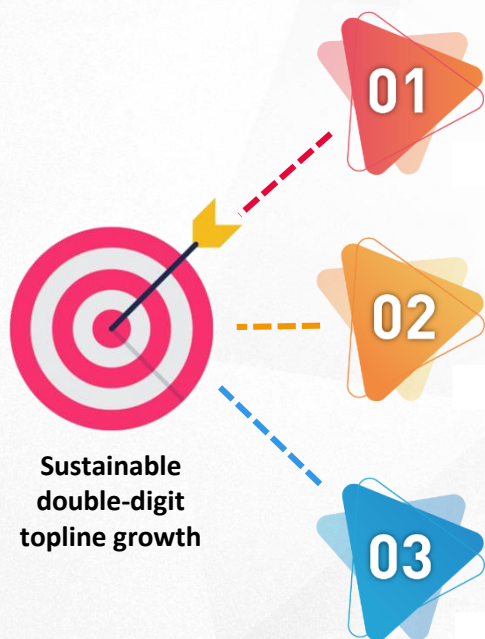 01
02
Sustainable
double-digit
topline growth
03